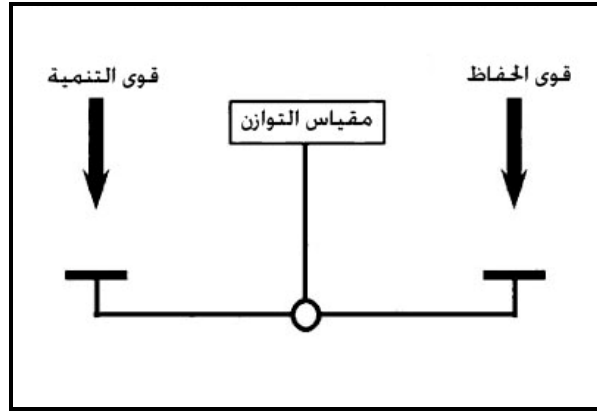 قوى الحفاظ
قوى التنمية
مقياس التوازن